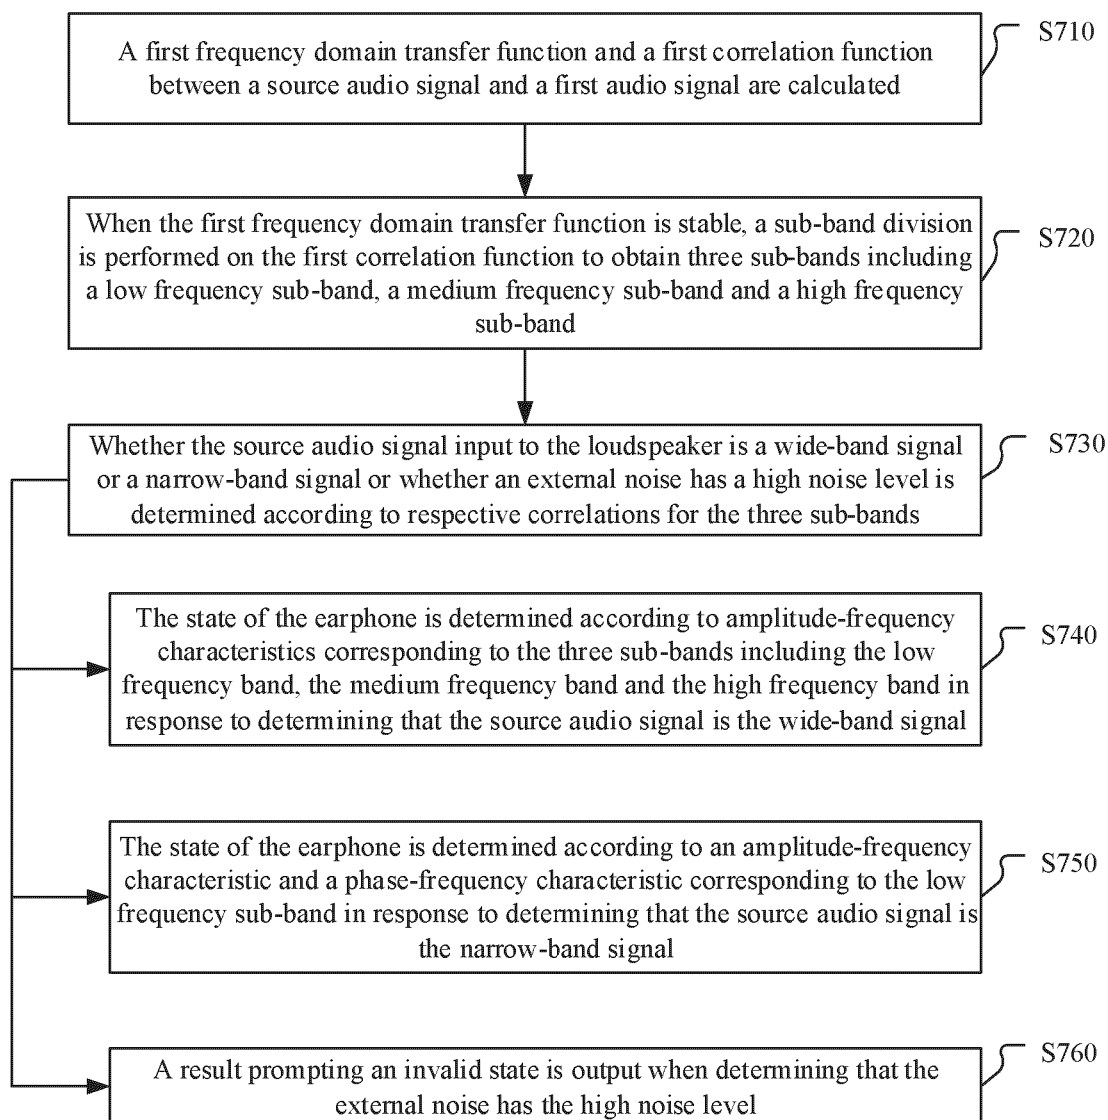 A first frequency domain transfer function and a first correlation function
between a source audio signal and a first audio signal are calculated
S710
When the first frequency domain transfer function is stable, a sub-band division
is performed on the first correlation function to obtain three sub-bands including
a low frequency sub-band, a medium frequency sub-band and a high frequency
sub-band
S720
Whether the source audio signal input to the loudspeaker is a wide-band signal
or a narrow-band signal or whether an external noise has a high noise level is
determined according to respective correlations for the three sub-bands
S730
The state of the earphone is determined according to amplitude-frequency
characteristics corresponding to the three sub-bands including the low
frequency band, the medium frequency band and the high frequency band in
response to determining that the source audio signal is the wide-band signal
S740
The state of the earphone is determined according to an amplitude-frequency
characteristic and a phase-frequency characteristic corresponding to the low
frequency sub-band in response to determining that the source audio signal is
the narrow-band signal
S750
A result prompting an invalid state is output when determining that the
external noise has the high noise level
S760